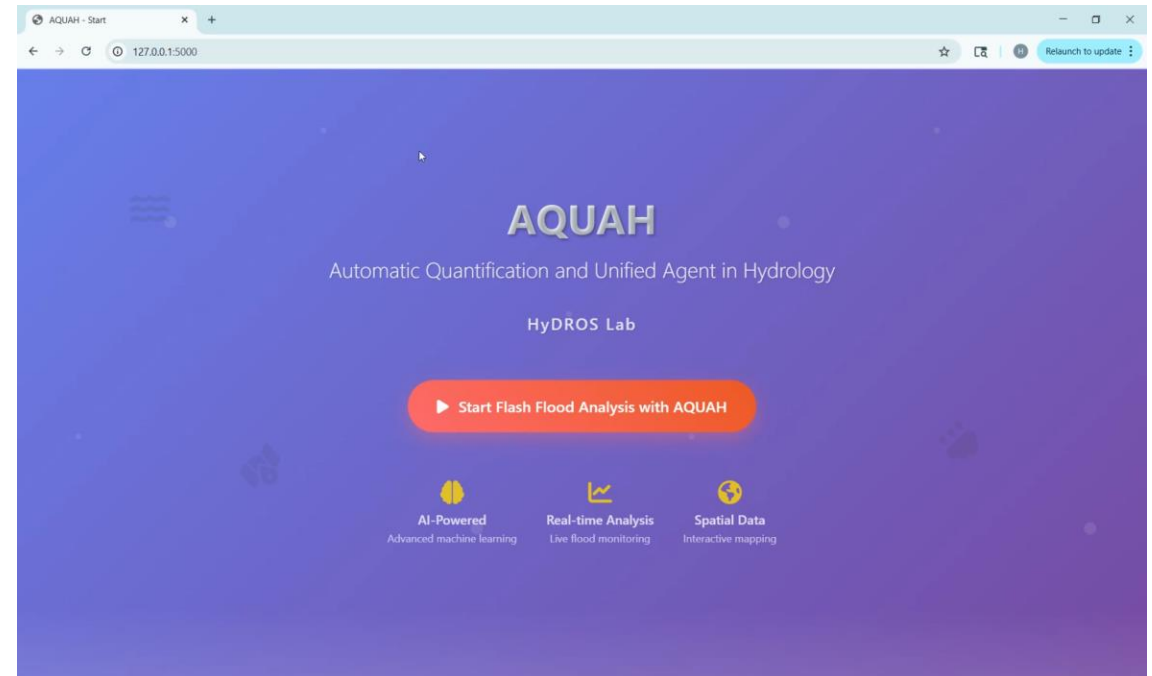 AQUAH - Start
127.0.0.1:5000
H
Relaunch to update
AQUAH
Automatic Quantification and Unified Agent in Hydrology
HyDROS Lab
Start Flash Flood Analysis with AQUAH
AI-Powered Real-time Analysis Spatial Data
Advanced machine learning Live flood monitoring Interactive mapping